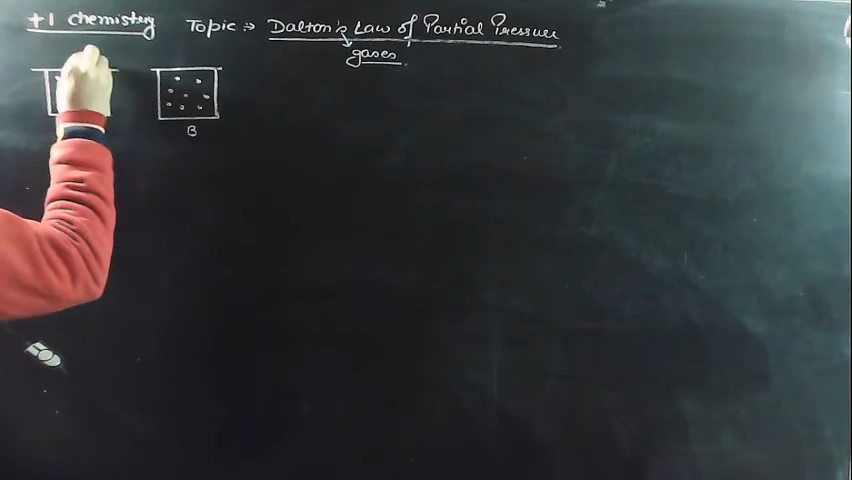 +1 chemistry Topic :→ Dalton's Law of Partial Pressure
gases.
B